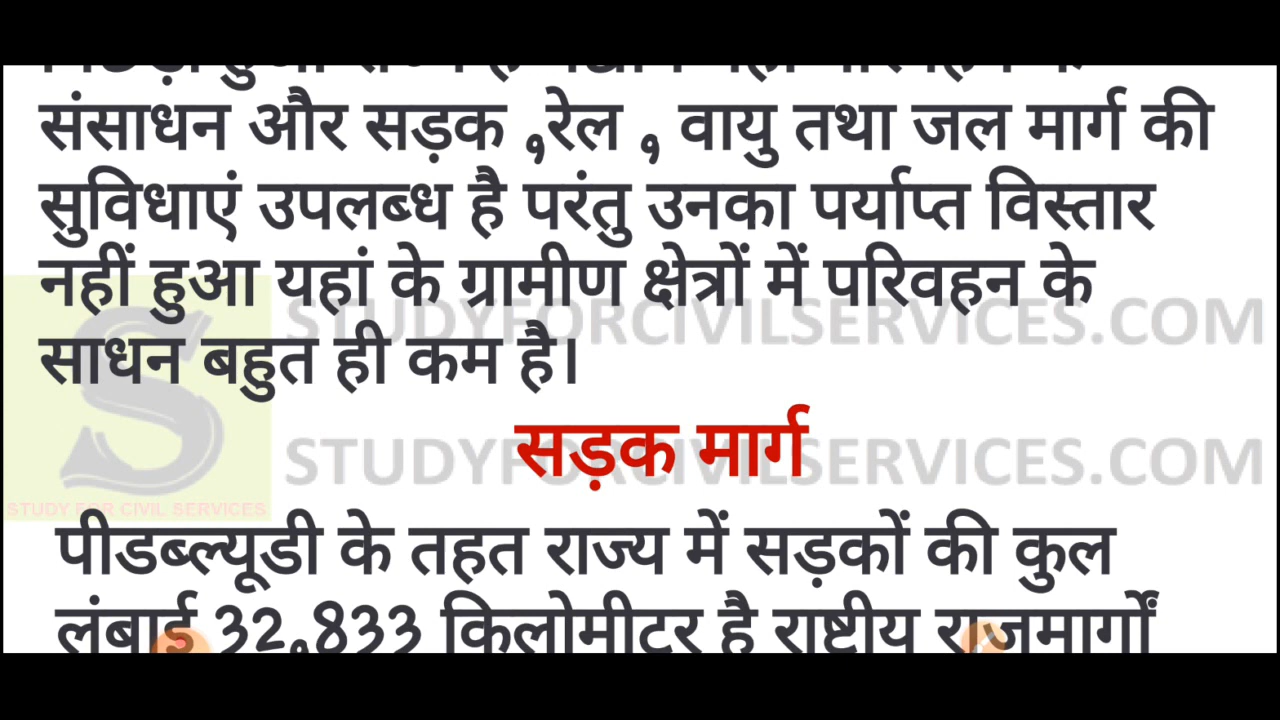 संसाधन और सड़क ,रेल , वायु तथा जल मार्ग की
सुविधाएं उपलब्ध है परंतु उनका पर्याप्त विस्तार
नहीं हुआ यहां के ग्रामीण क्षेत्रों में परिवहन के
STUDYFORCIVILSERVICES.COM
साधन बहुत ही कम है।
सड़क मार्ग
STUDYFORCIVILSERVICES.COM
S
STUDY FOR CIVIL SERVICES
पीडब्ल्यूडी के तहत राज्य में सड़कों की कुल
लंबाई 32,833 किलोमीटर है राष्ट्रीय राजमार्गों